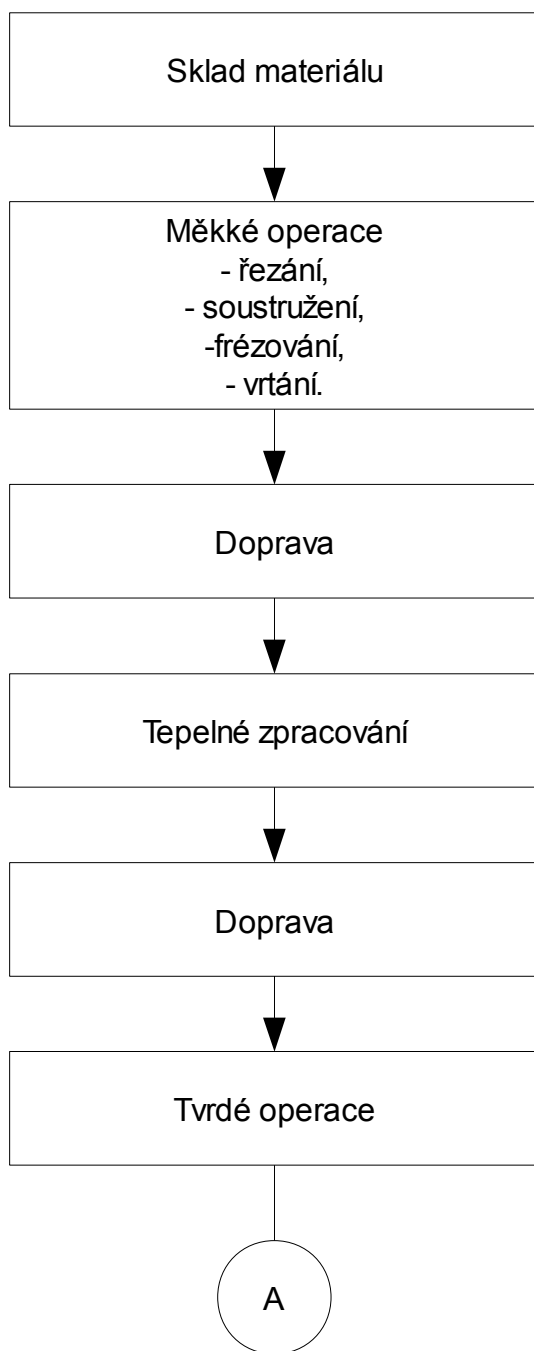 Sklad materiálu
Měkké operace
- řezání,
- soustružení,
-frézování,
- vrtání.
Doprava
Tepelné zpracování
Doprava
Tvrdé operace
A